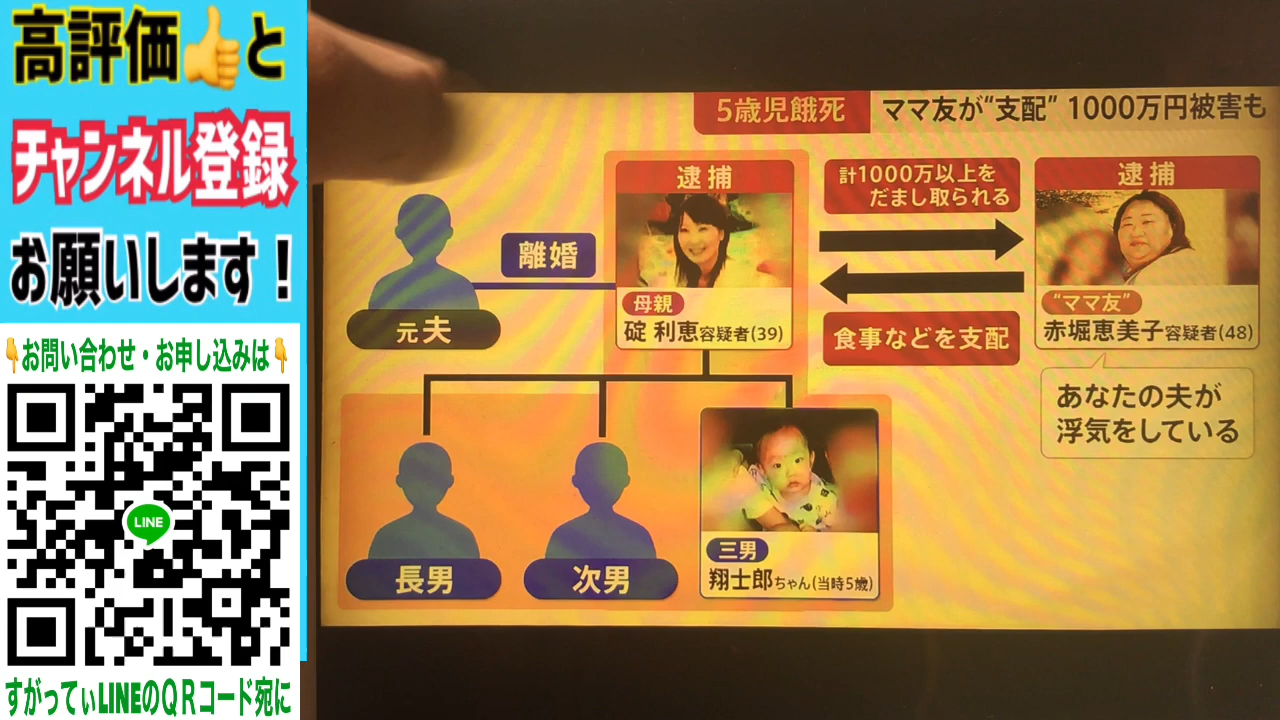 高評価👍と
チャンネル登録
お願いします！
👇お問い合わせ・お申し込みは👇
LINE
すがってぃLINEのQRコード宛に
5歳児餓死 ママ友が“支配” 1000万円被害も
元夫
離婚
逮捕
母親
碇 利恵容疑者(39)
計1000万以上を
だまし取られる
食事などを支配
逮捕
“ママ友”
赤堀恵美子容疑者(48)
あなたの夫が
浮気をしている
長男
次男
三男
翔士郎ちゃん(当時5歳)